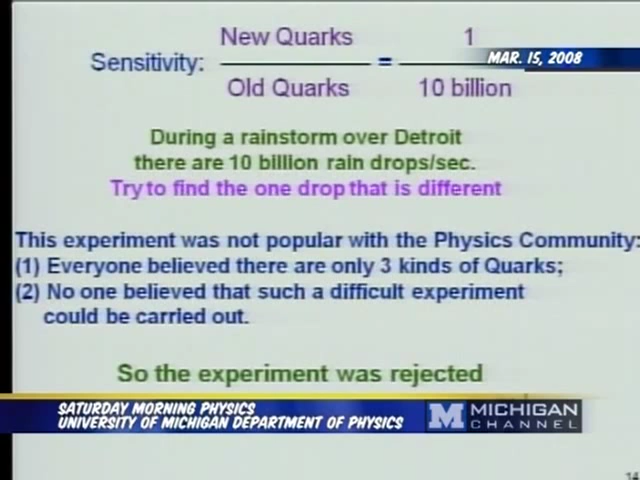 New Quarks 1
Sensitivity: =
Old Quarks 10 billion
MAR. 15, 2008
During a rainstorm over Detroit
there are 10 billion rain drops/sec.
Try to find the one drop that is different
This experiment was not popular with the Physics Community:
(1) Everyone believed there are only 3 kinds of Quarks;
(2) No one believed that such a difficult experiment
could be carried out.
So the experiment was rejected
SATURDAY MORNING PHYSICS
UNIVERSITY OF MICHIGAN DEPARTMENT OF PHYSICS
M MICHIGAN
CHANNEL
14